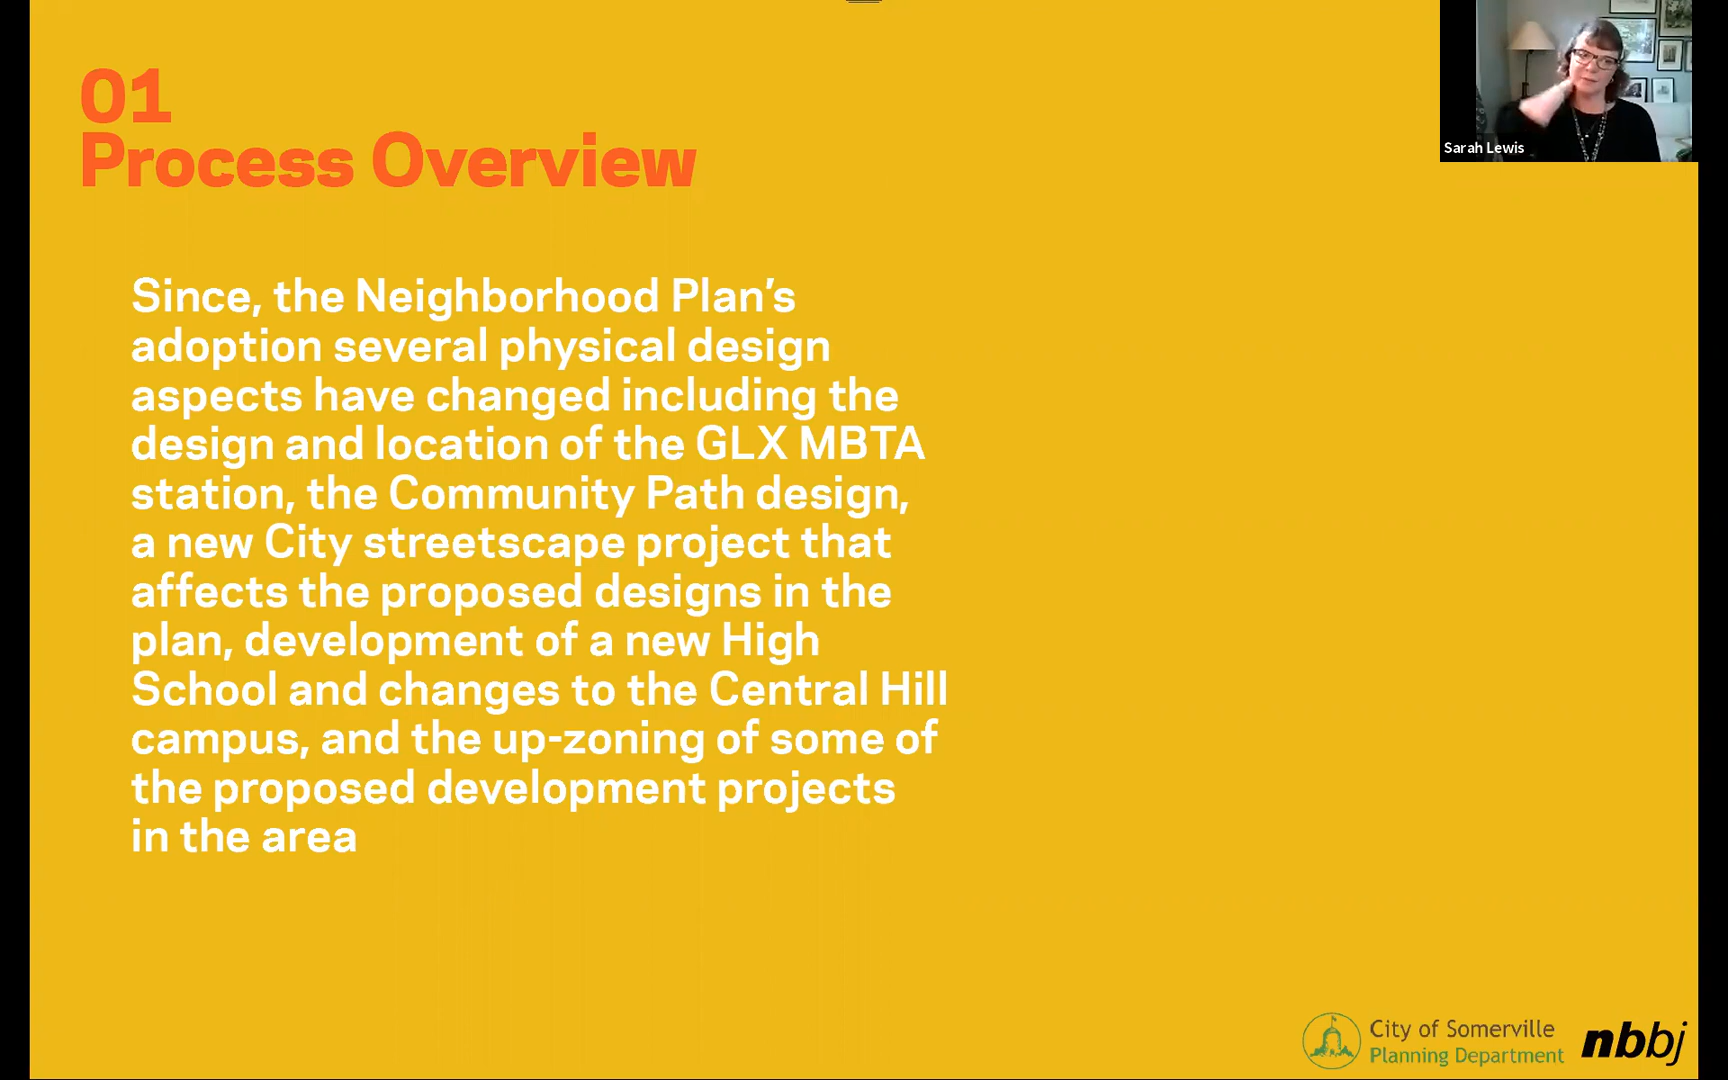 01
Process Overview
Sarah Lewis
Since, the Neighborhood Plan’s
adoption several physical design
aspects have changed including the
design and location of the GLX MBTA
station, the Community Path design,
a new City streetscape project that
affects the proposed designs in the
plan, development of a new High
School and changes to the Central Hill
campus, and the up-zoning of some of
the proposed development projects
in the area
City of Somerville
Planning Department
nbbj